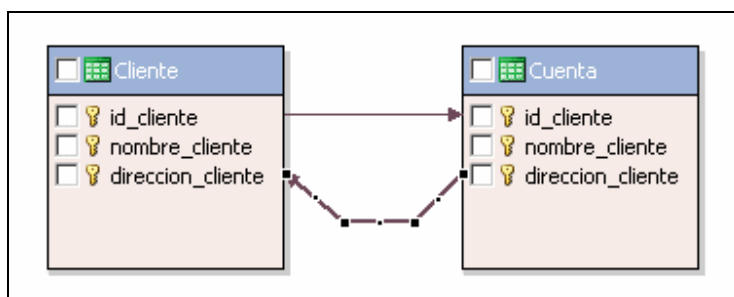 Cliente
id_cliente
nombre_cliente
direccion_cliente
Cuenta
id_cliente
nombre_cliente
direccion_cliente